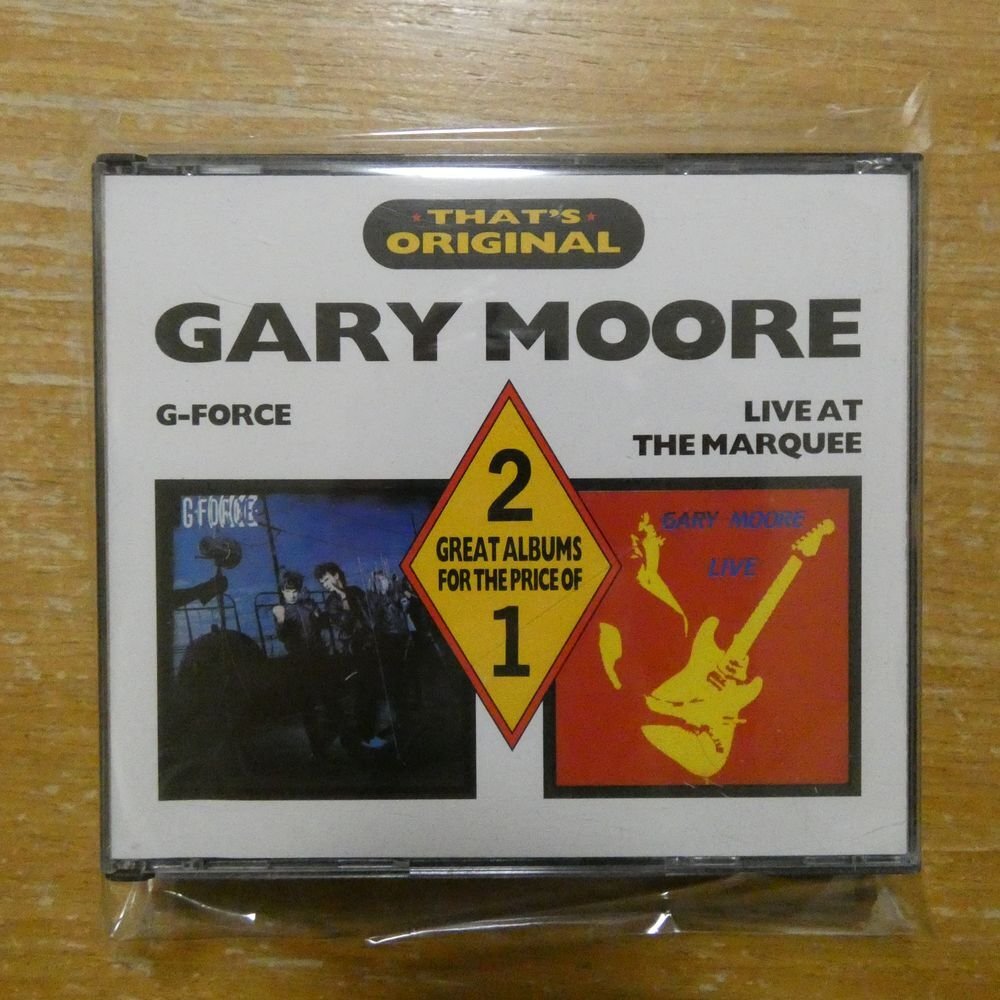 THAT'S
ORIGINAL
GARY MOORE
G-FORCE
LIVE AT
THE MARQUEE
2
GREAT ALBUMS
FOR THE PRICE OF
1
G-FORCE
GARY MOORE
LIVE